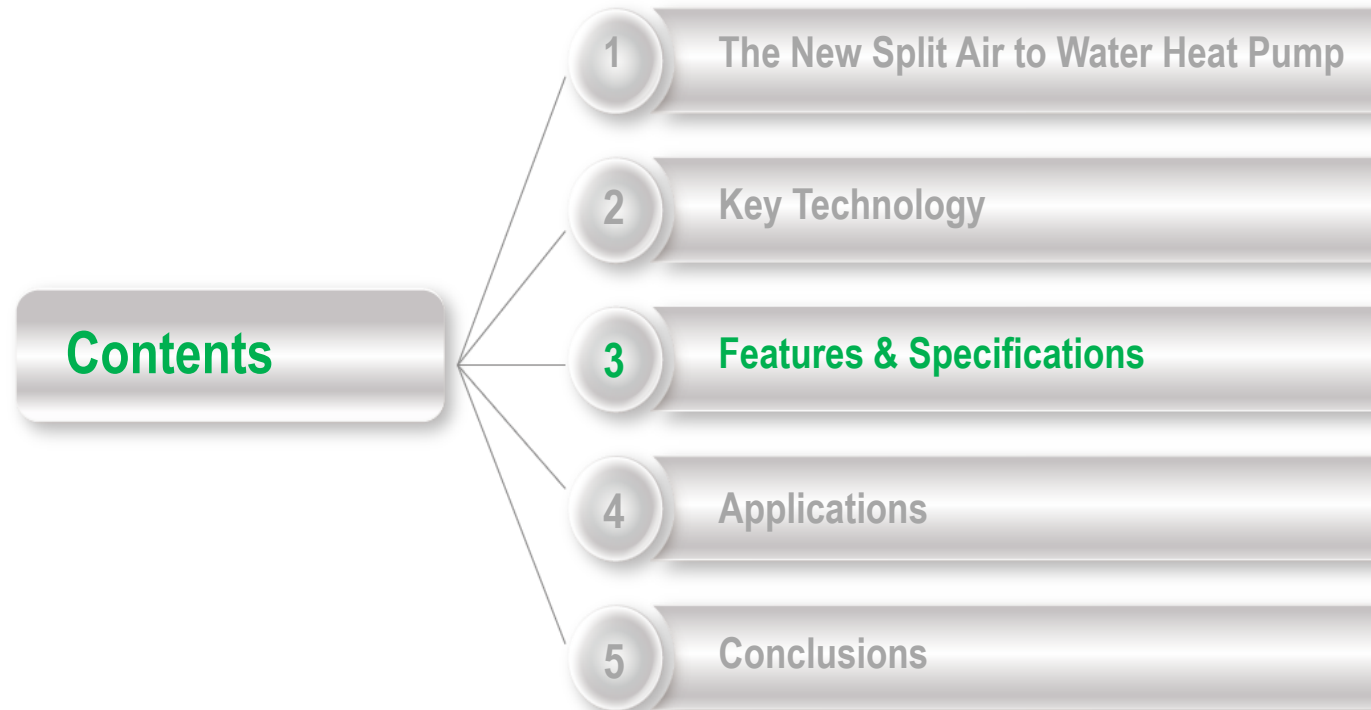 Contents
1
The New Split Air to Water Heat Pump
2
Key Technology
3
Features & Specifications
4
Applications
5
Conclusions